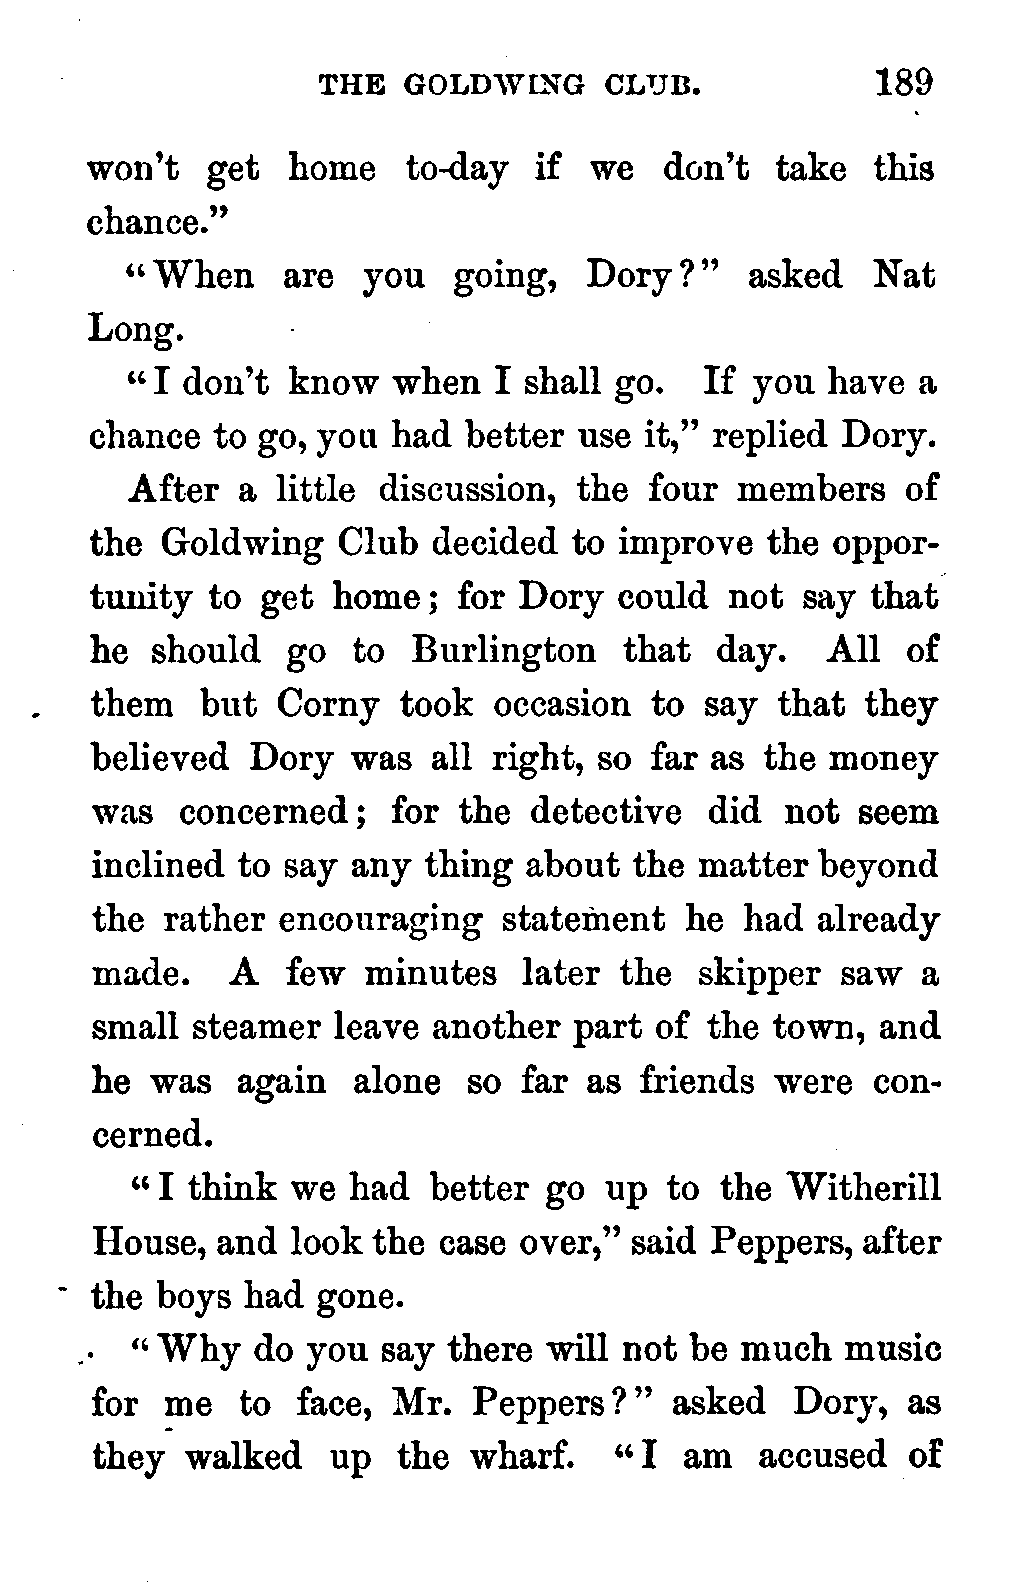 THE GOLDWING CLUB. 189
won't get home to-day if we don't take this
chance."
"When are you going, Dory?" asked Nat
Long.
"I don't know when I shall go. If you have a
chance to go, you had better use it," replied Dory.
After a little discussion, the four members of
the Goldwing Club decided to improve the oppor-
tunity to get home; for Dory could not say that
he should go to Burlington that day. All of
them but Corny took occasion to say that they
believed Dory was all right, so far as the money
was concerned; for the detective did not seem
inclined to say any thing about the matter beyond
the rather encouraging statement he had already
made. A few minutes later the skipper saw a
small steamer leave another part of the town, and
he was again alone so far as friends were con-
cerned.
"I think we had better go up to the Witherill
House, and look the case over," said Peppers, after
the boys had gone.
"Why do you say there will not be much music
for me to face, Mr. Peppers?" asked Dory, as
they walked up the wharf. "I am accused of